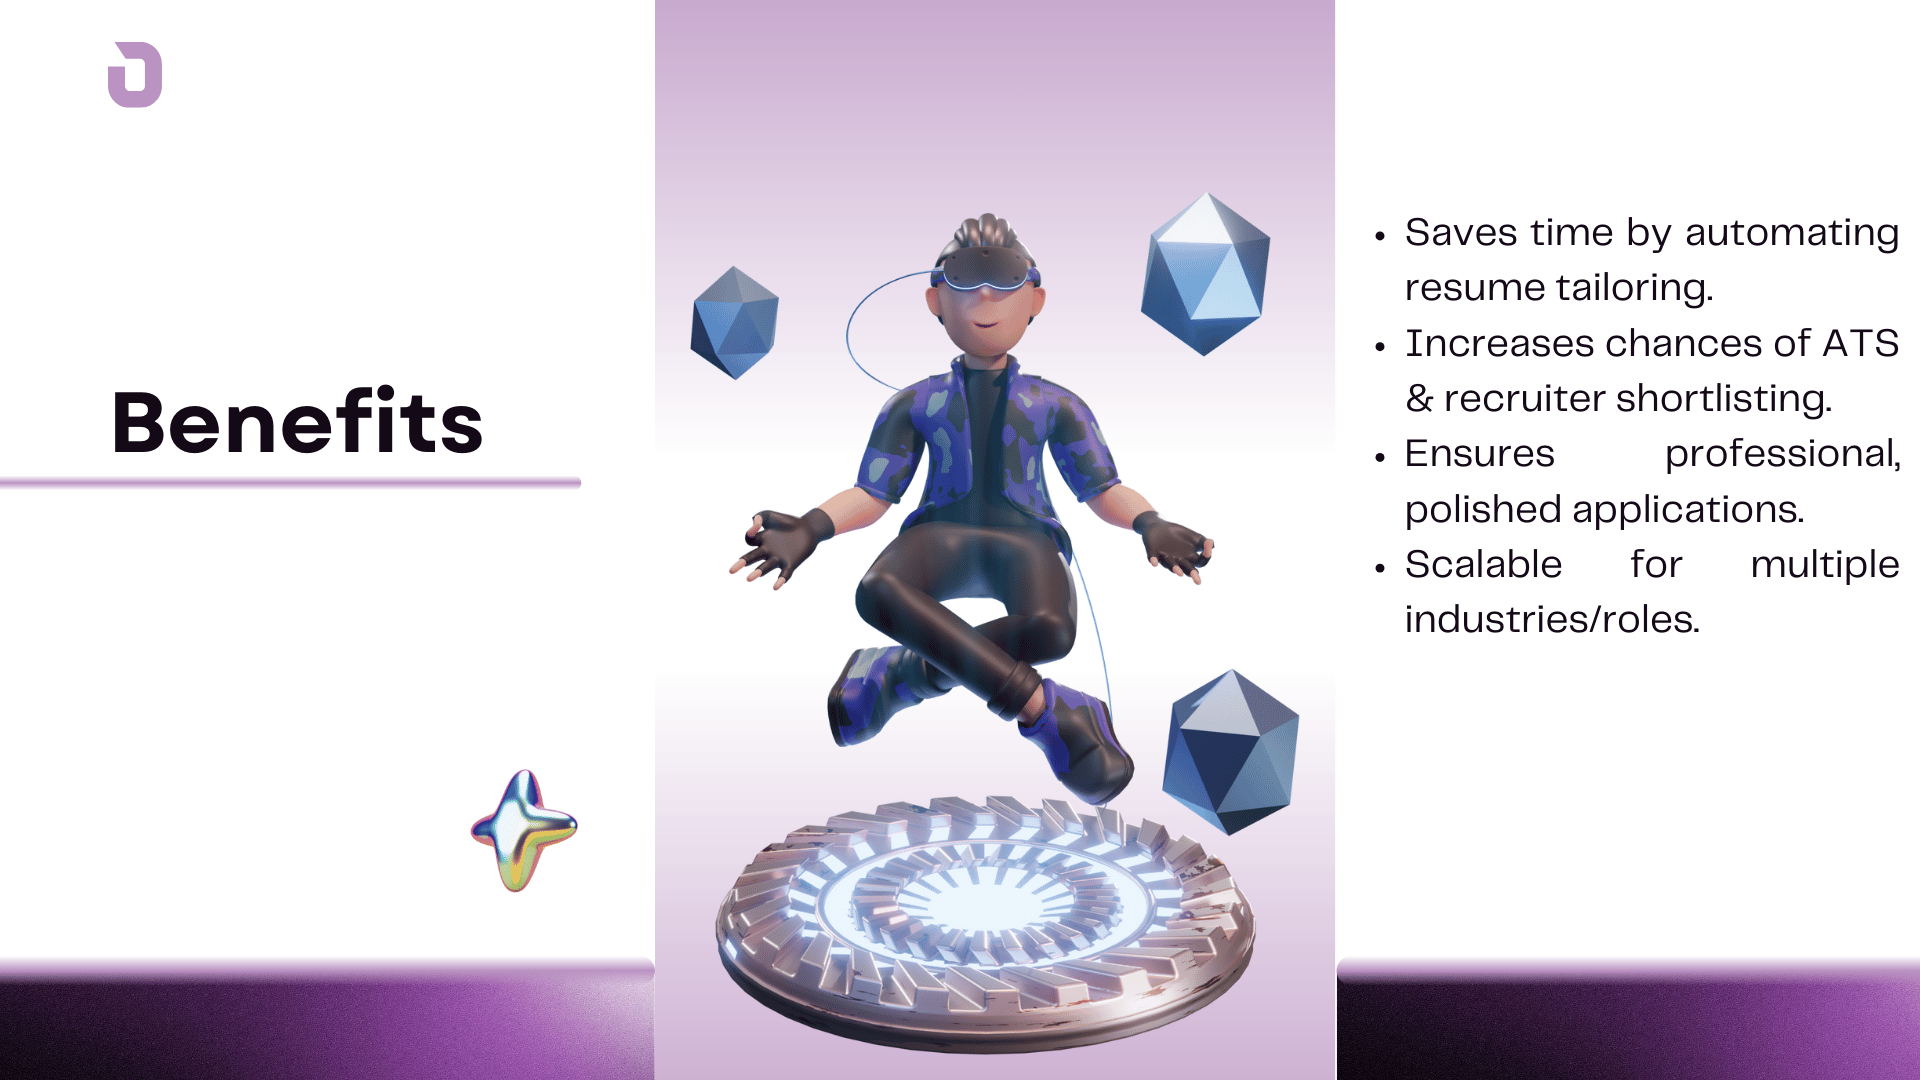 Benefits
• Saves time by automating
resume tailoring.
• Increases chances of ATS
& recruiter shortlisting.
• Ensures professional,
polished applications.
• Scalable for multiple
industries/roles.